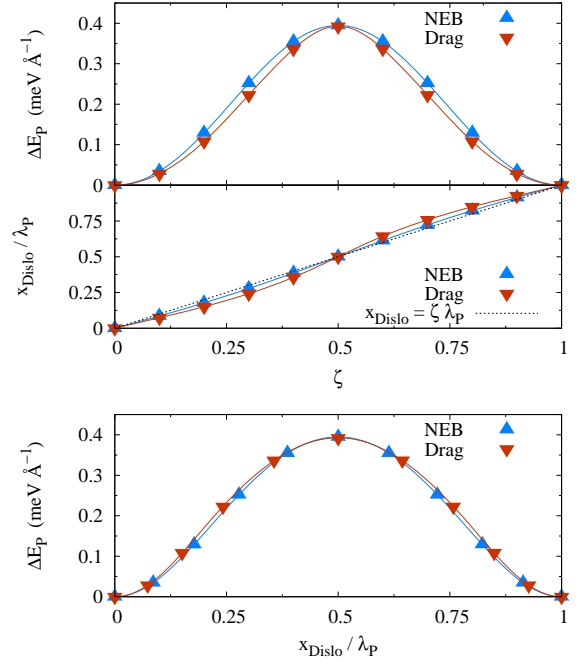 0.4
0.3
0.2
0.1
0
ΔE_P (meV Å⁻¹)
NEB
Drag
0.75
0.5
0.25
0
x_Dislo / λ_P
NEB
Drag
x_Dislo = ζ λ_P
0 0.25 0.5 0.75 1
ζ
0.4
0.3
0.2
0.1
0
ΔE_P (meV Å⁻¹)
NEB
Drag
0 0.25 0.5 0.75 1
x_Dislo / λ_P